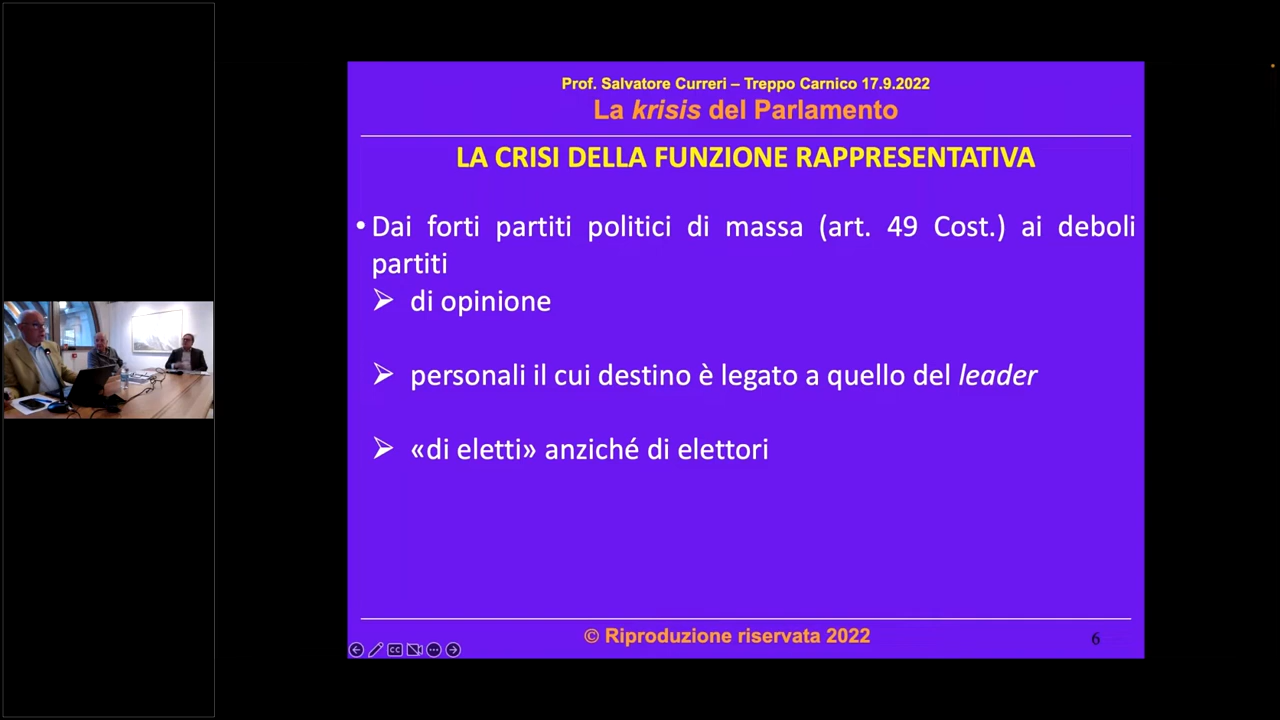 Prof. Salvatore Curreri – Treppo Carnico 17.9.2022
La krisis del Parlamento
LA CRISI DELLA FUNZIONE RAPPRESENTATIVA
• Dai forti partiti politici di massa (art. 49 Cost.) ai deboli
partiti
➢ di opinione
➢ personali il cui destino è legato a quello del leader
➢ «di eletti» anziché di elettori
© Riproduzione riservata 2022
6
CC